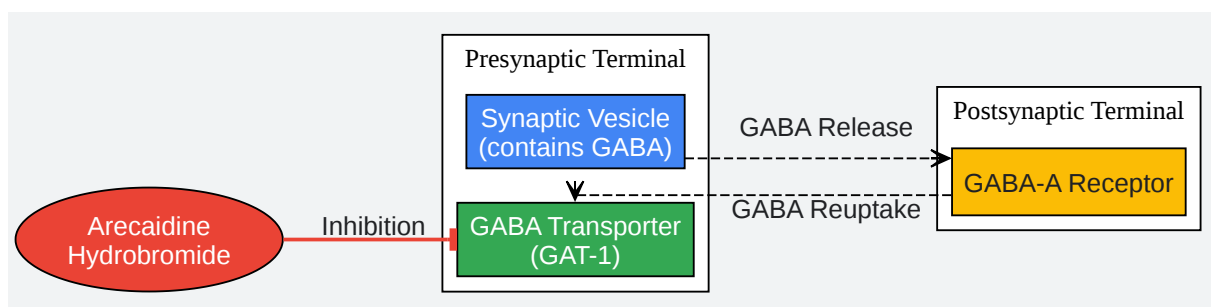 Presynaptic Terminal
Synaptic Vesicle
(contains GABA)
GABA Release
Postsynaptic Terminal
GABA-A Receptor
GABA Reuptake
Arecaidine
Hydrobromide
Inhibition
GABA Transporter
(GAT-1)